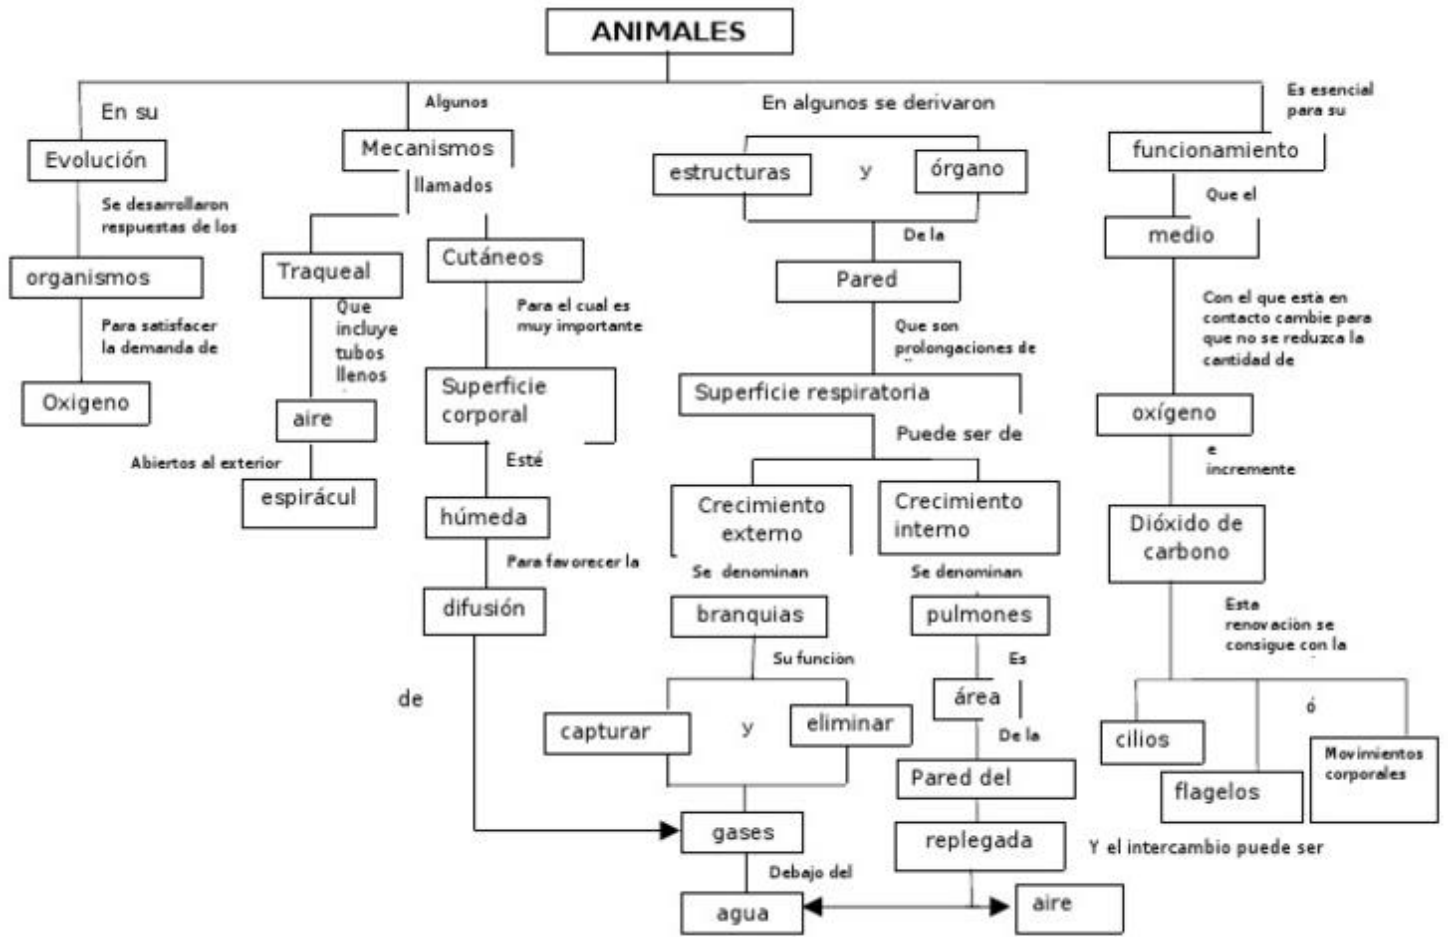 ANIMALES
En su
Algunos
En algunos se derivaron
Es esencial
para su
Evolución
Mecanismos
estructuras
y
órgano
funcionamiento
Se desarrollaron
respuestas de los
llamados
De la
Que el
organismos
Traqueal
Cutáneos
Pared
medio
Para satisfacer
la demanda de
Que
incluye
tubos
llenos
Para el cual es
muy importante
Que son
prolongaciones de
Con el que està en
contacto cambie para
que no se reduzca la
cantidad de
Oxigeno
aire
Superficie
corporal
Superficie respiratoria
oxígeno
Abiertos al exterior
Esté
Puede ser de
e
incremente
espirácul
húmeda
Crecimiento
externo
Crecimiento
interno
Dióxido de
carbono
Para favorecer la
Se denominan
Se denominan
difusión
branquias
pulmones
Esta
renovaciòn se
consigue con la
Su funciòn
Es
de
capturar
y
eliminar
área
ó
De la
cilios
flagelos
Movimientos
corporales
Pared del
gases
replegada
Y el intercambio puede ser
Debajo del
agua
aire